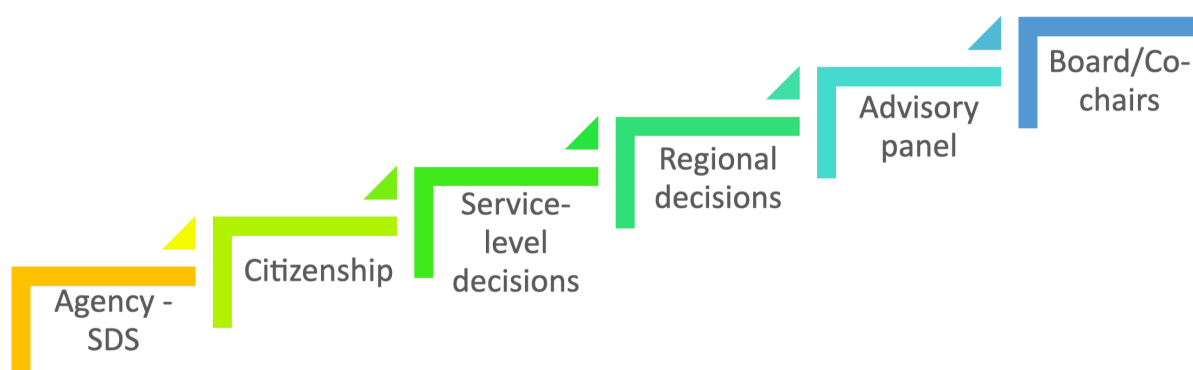 Agency -
SDS
Citizenship
Service-
level
decisions
Regional
decisions
Advisory
panel
Board/Co-
chairs